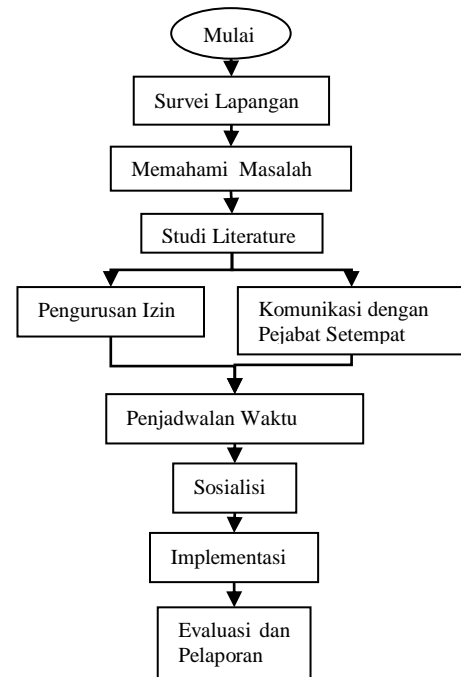 Mulai
Survei Lapangan
Memahami Masalah
Studi Literature
Pengurusan Izin
Komunikasi dengan
Pejabat Setempat
Penjadwalan Waktu
Sosialisi
Implementasi
Evaluasi dan
Pelaporan